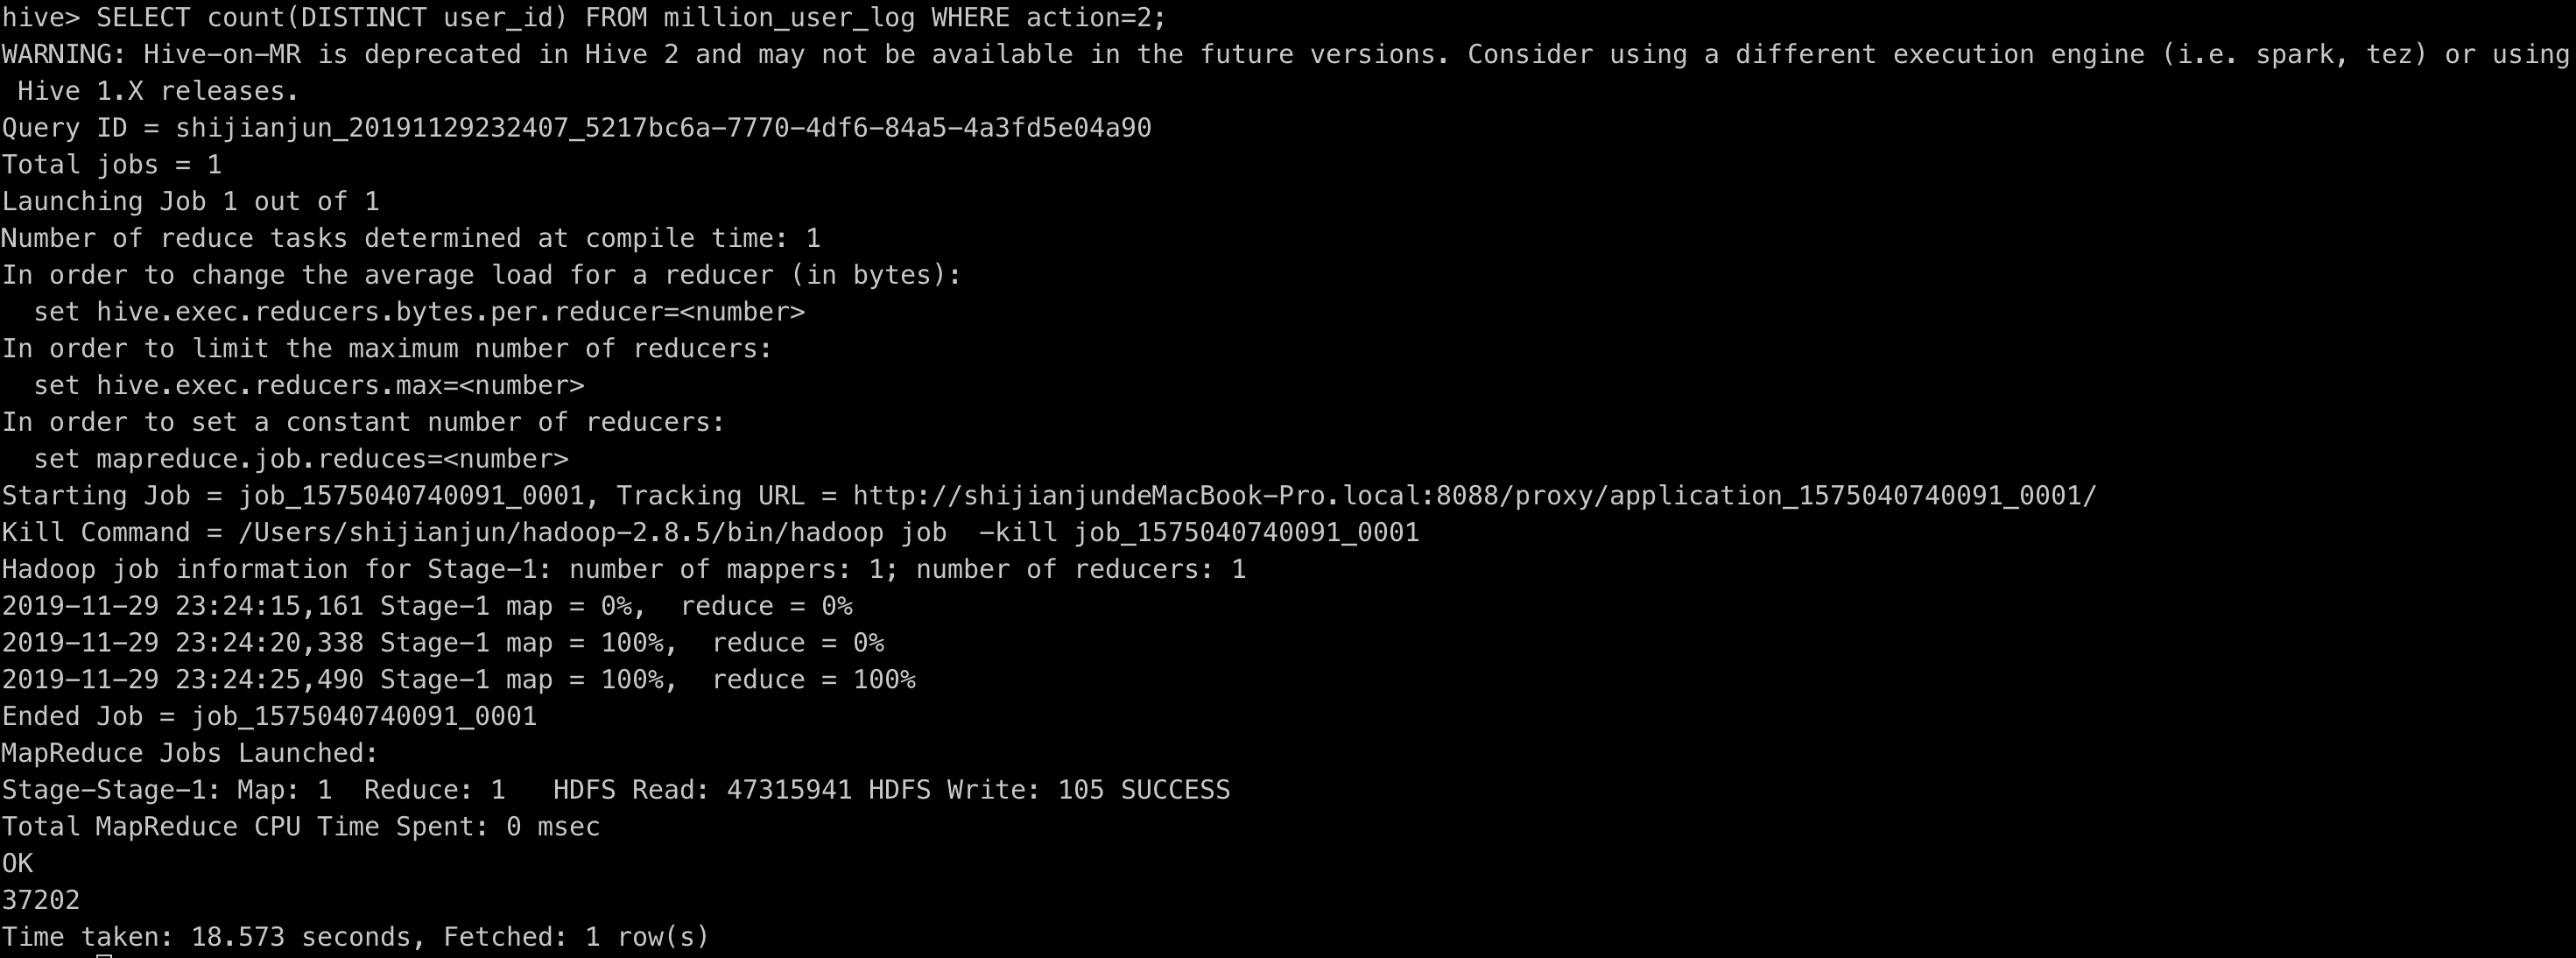 hive> SELECT count(DISTINCT user_id) FROM million_user_log WHERE action=2;
WARNING: Hive-on-MR is deprecated in Hive 2 and may not be available in the future versions. Consider using a different execution engine (i.e. spark, tez) or using
 Hive 1.X releases.
Query ID = shijianjun_20191129232407_5217bc6a-7770-4df6-84a5-4a3fd5e04a90
Total jobs = 1
Launching Job 1 out of 1
Number of reduce tasks determined at compile time: 1
In order to change the average load for a reducer (in bytes):
  set hive.exec.reducers.bytes.per.reducer=<number>
In order to limit the maximum number of reducers:
  set hive.exec.reducers.max=<number>
In order to set a constant number of reducers:
  set mapreduce.job.reduces=<number>
Starting Job = job_1575040740091_0001, Tracking URL = http://shijianjundeMacBook-Pro.local:8088/proxy/application_1575040740091_0001/
Kill Command = /Users/shijianjun/hadoop-2.8.5/bin/hadoop job  -kill job_1575040740091_0001
Hadoop job information for Stage-1: number of mappers: 1; number of reducers: 1
2019-11-29 23:24:15,161 Stage-1 map = 0%,  reduce = 0%
2019-11-29 23:24:20,338 Stage-1 map = 100%,  reduce = 0%
2019-11-29 23:24:25,490 Stage-1 map = 100%,  reduce = 100%
Ended Job = job_1575040740091_0001
MapReduce Jobs Launched:
Stage-Stage-1: Map: 1  Reduce: 1   HDFS Read: 47315941 HDFS Write: 105 SUCCESS
Total MapReduce CPU Time Spent: 0 msec
OK
37202
Time taken: 18.573 seconds, Fetched: 1 row(s)